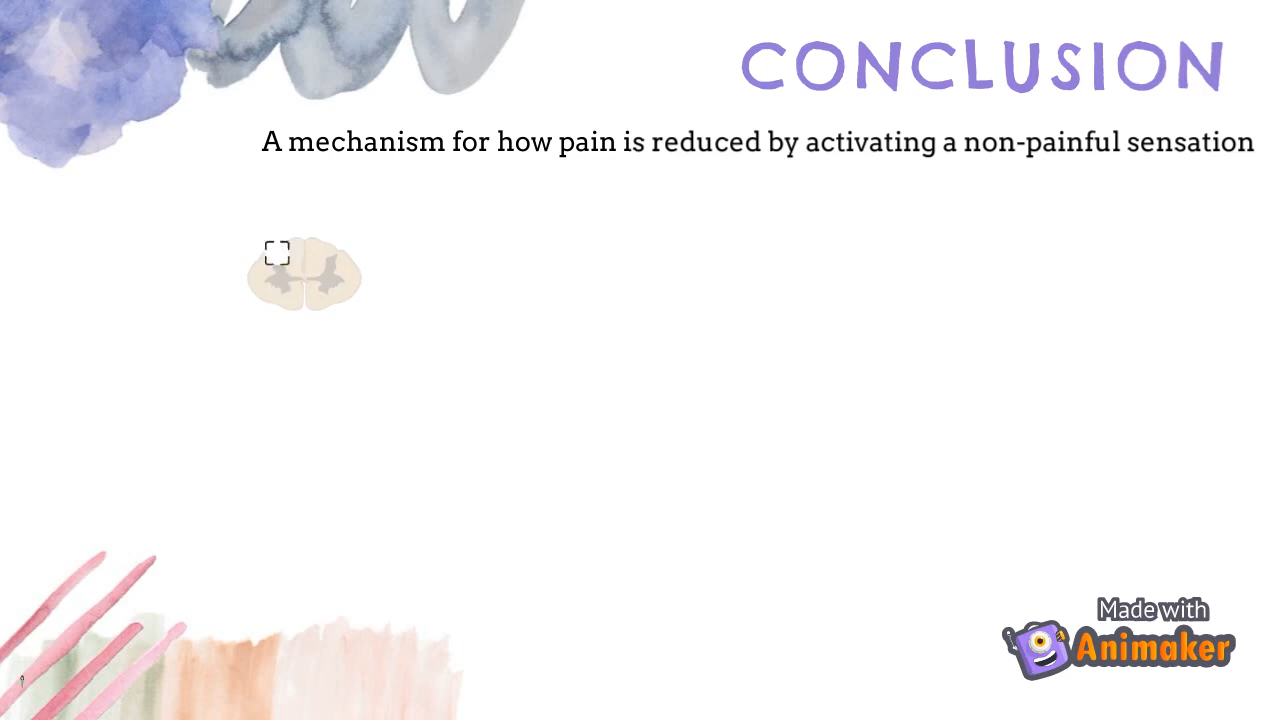 CONCLUSION
A mechanism for how pain is reduced by activating a non-painful sensation
Made with
Animaker